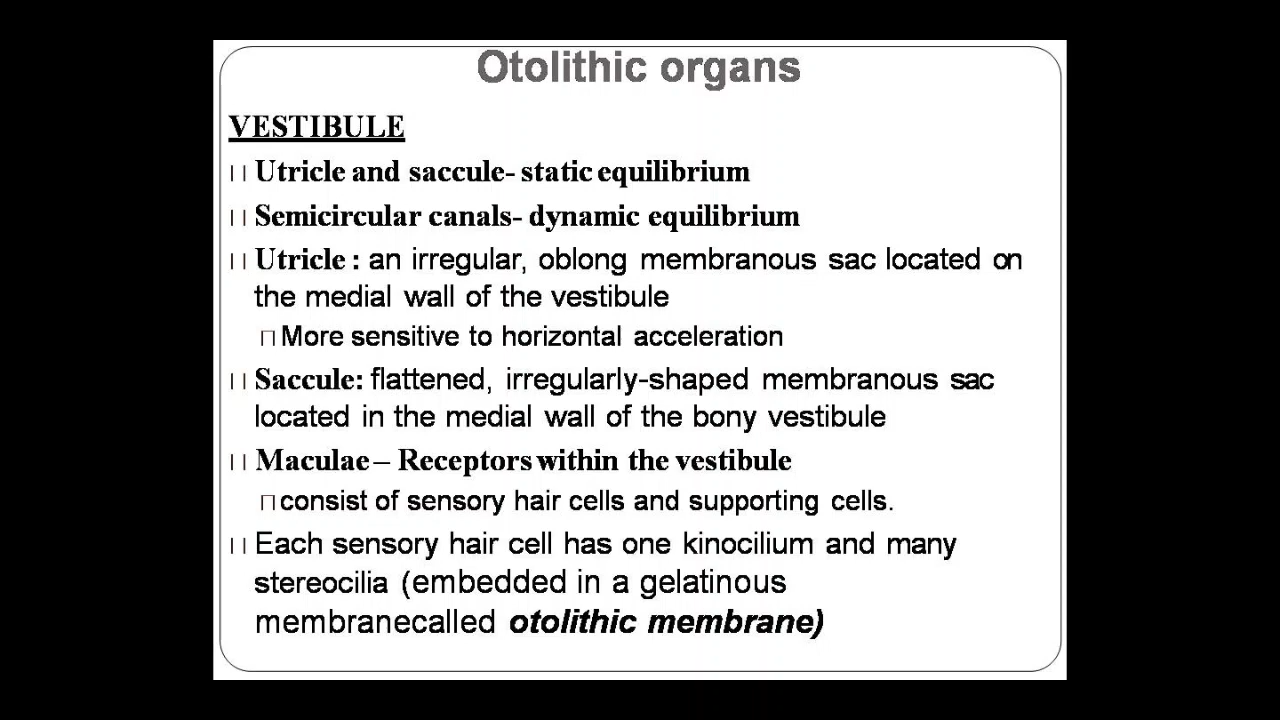 Otolithic organs
VESTIBULE
Utricle and saccule- static equilibrium
Semicircular canals- dynamic equilibrium
Utricle : an irregular, oblong membranous sac located on
the medial wall of the vestibule
More sensitive to horizontal acceleration
Saccule: flattened, irregularly-shaped membranous sac
located in the medial wall of the bony vestibule
Maculae – Receptors within the vestibule
consist of sensory hair cells and supporting cells.
Each sensory hair cell has one kinocilium and many
stereocilia (embedded in a gelatinous
membranecalled otolithic membrane)